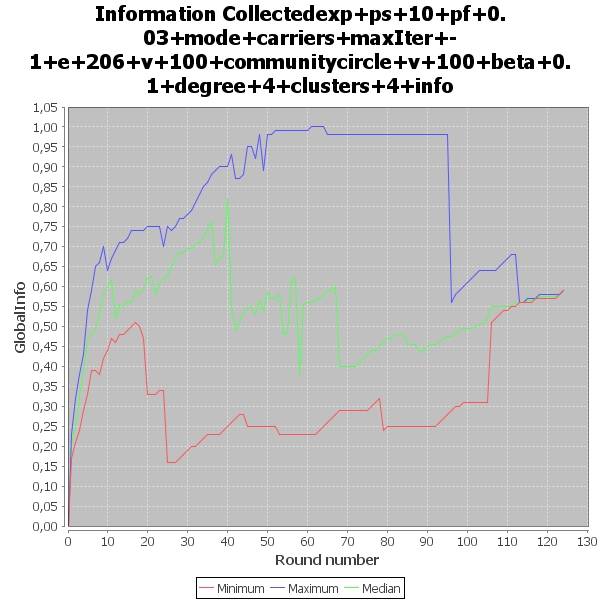 Information Collectedexp+ps+10+pf+0.
03+mode+carriers+maxIter+-
1+e+206+v+100+communitycircle+v+100+beta+0.
1+degree+4+clusters+4+info
1,05
1,00
0,95
0,90
0,85
0,80
0,75
0,70
0,65
0,60
0,55
0,50
0,45
0,40
0,35
0,30
0,25
0,20
0,15
0,10
0,05
0,00
GlobalInfo
0 10 20 30 40 50 60 70 80 90 100 110 120 130
Round number
Minimum Maximum Median